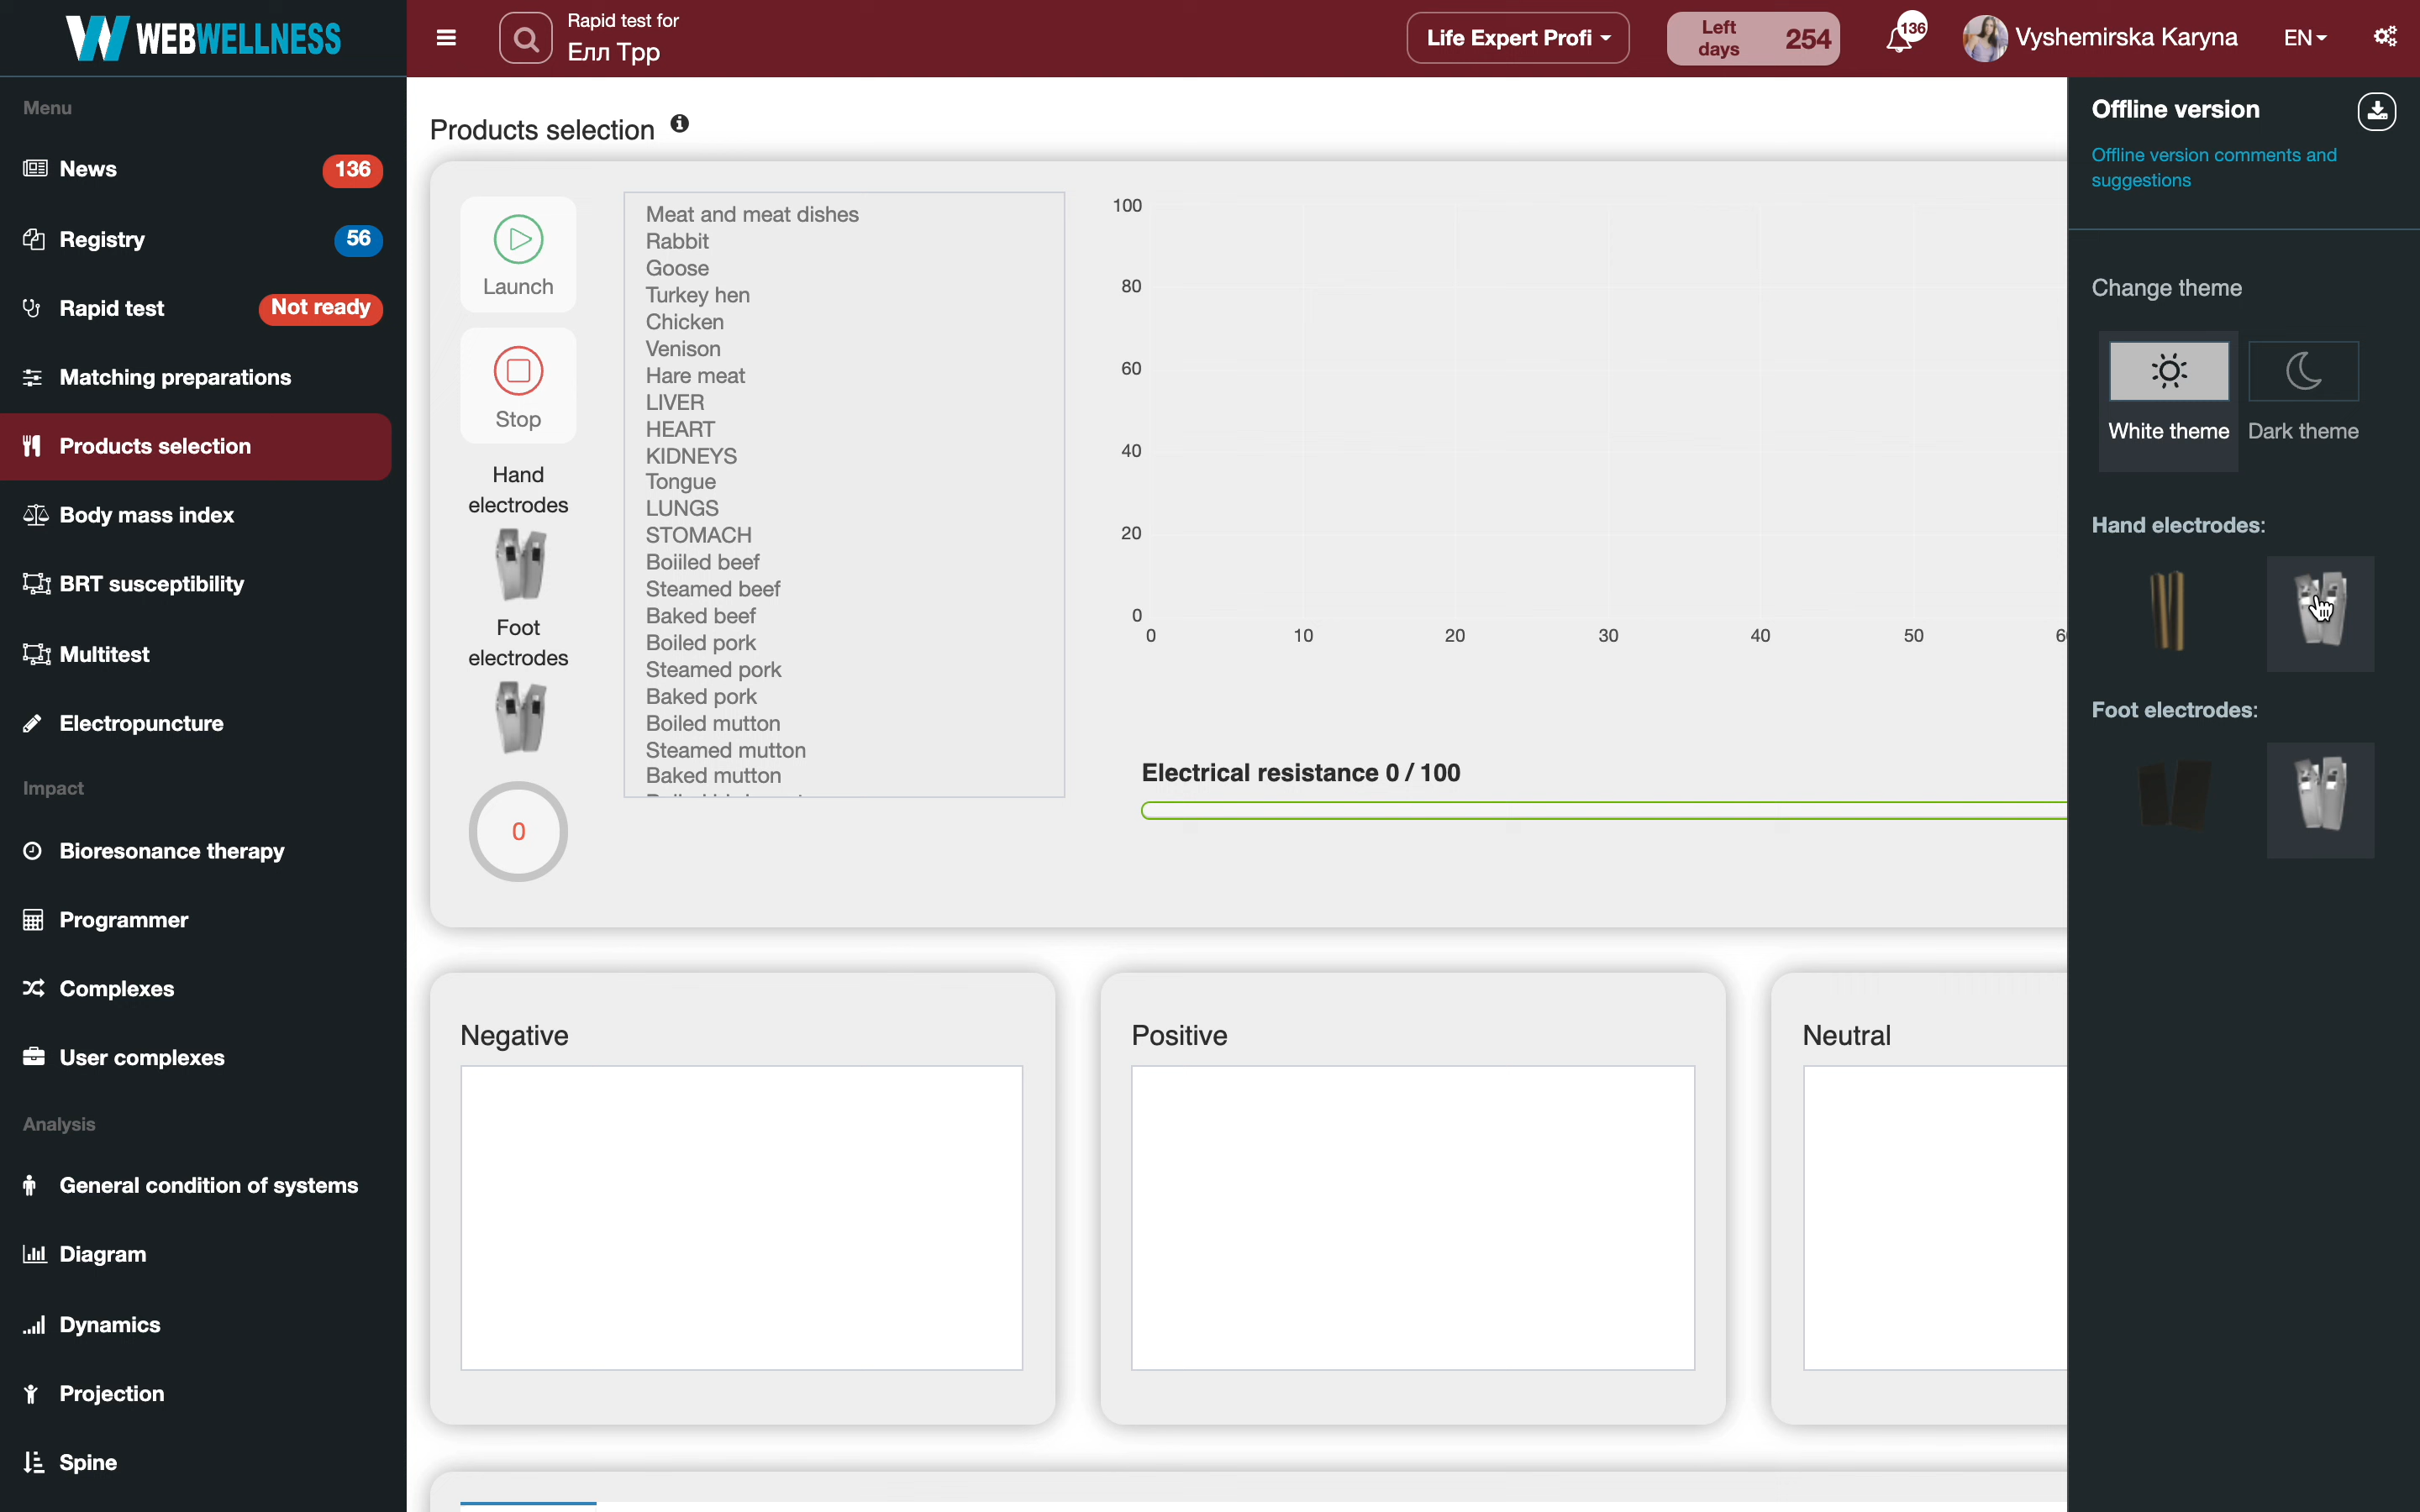 WEBWELLNESS
Rapid test for
Елл Трр
Life Expert Profi
Left
days
254
136
Vyshemirska Karyna
EN
Menu
News
136
Registry
56
Rapid test
Not ready
Matching preparations
Products selection
Body mass index
BRT susceptibility
Multitest
Electropuncture
Impact
Bioresonance therapy
Programmer
Complexes
User complexes
Analysis
General condition of systems
Diagram
Dynamics
Projection
Spine
Products selection
Launch
Stop
Hand
electrodes
Foot
electrodes
0
Meat and meat dishes
Rabbit
Goose
Turkey hen
Chicken
Venison
Hare meat
LIVER
HEART
KIDNEYS
Tongue
LUNGS
STOMACH
Boiiled beef
Steamed beef
Baked beef
Boiled pork
Steamed pork
Baked pork
Boiled mutton
Steamed mutton
Baked mutton
100
80
60
40
20
0
0 10 20 30 40 50
Electrical resistance 0 / 100
Negative
Positive
Neutral
Offline version
Offline version comments and
suggestions
Change theme
White theme
Dark theme
Hand electrodes:
Foot electrodes: